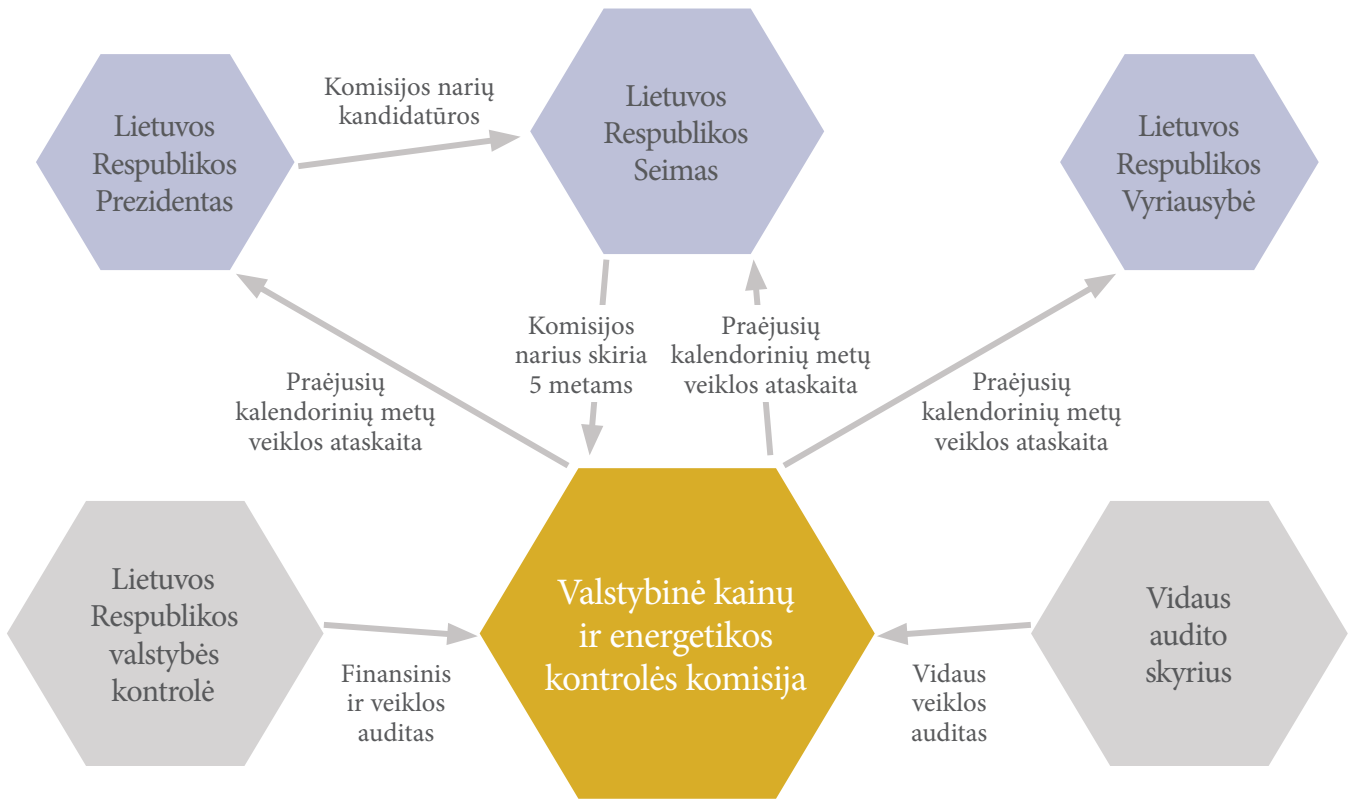 Lietuvos
Respublikos
Prezidentas
Komisijos narių
kandidatūros
Lietuvos
Respublikos
Seimas
Lietuvos
Respublikos
Vyriausybė
Praėjusių
kalendorinių metų
veiklos ataskaita
Komisijos
narius skiria
5 metams
Praėjusių
kalendorinių metų
veiklos ataskaita
Praėjusių
kalendorinių metų
veiklos ataskaita
Lietuvos
Respublikos
valstybės
kontrolė
Finansinis
ir veiklos
auditas
Valstybinė kainų
ir energetikos
kontrolės komisija
Vidaus
veiklos
auditas
Vidaus
audito
skyrius